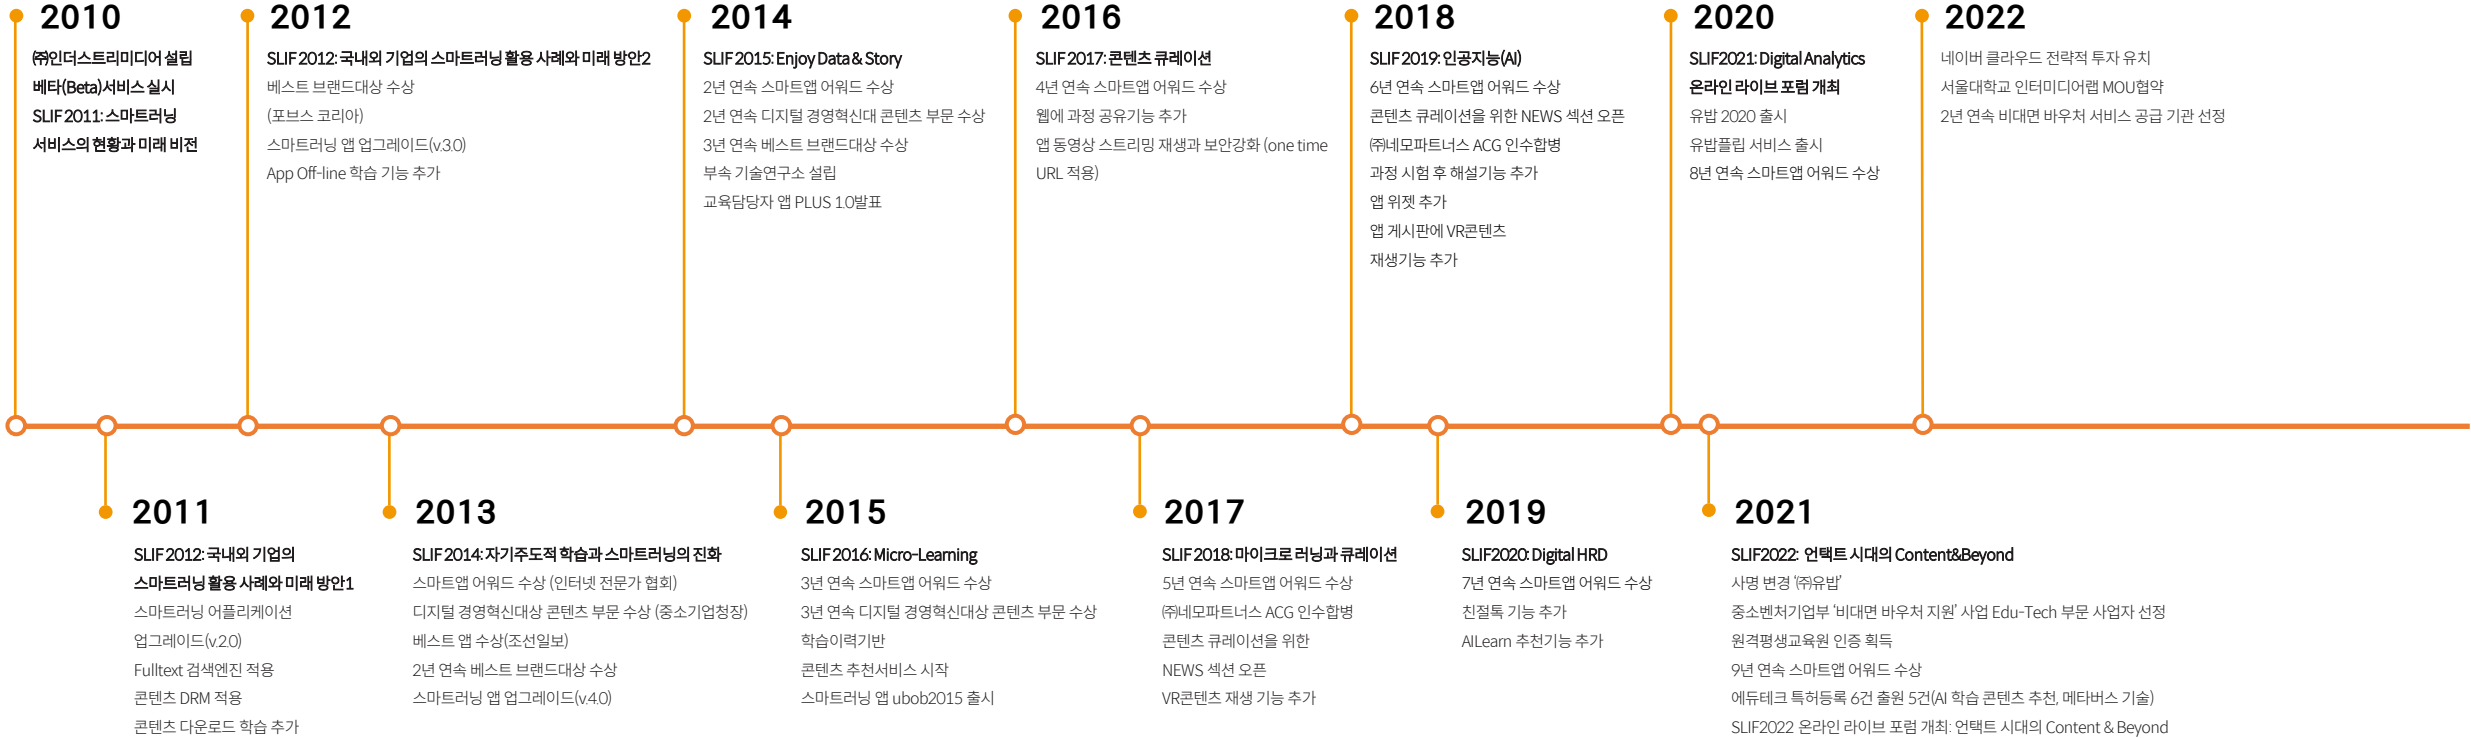 2010
㈜인더스트리미디어 설립
베타(Beta)서비스 실시
SLIF 2011: 스마트러닝
서비스의 현황과 미래 비전
2012
SLIF 2012: 국내외 기업의 스마트러닝 활용 사례와 미래 방안2
베스트 브랜드대상 수상
(포브스 코리아)
스마트러닝 앱 업그레이드(v.3.0)
App Off-line 학습 기능 추가
2014
SLIF 2015: Enjoy Data & Story
2년 연속 스마트앱 어워드 수상
2년 연속 디지털 경영혁신대 콘텐츠 부문 수상
3년 연속 베스트 브랜드대상 수상
부속 기술연구소 설립
교육담당자 앱 PLUS 1.0발표
2016
SLIF 2017: 콘텐츠 큐레이션
4년 연속 스마트앱 어워드 수상
웹에 과정 공유기능 추가
앱 동영상 스트리밍 재생과 보안강화 (one time
URL 적용)
2018
SLIF 2019: 인공지능(AI)
6년 연속 스마트앱 어워드 수상
콘텐츠 큐레이션을 위한 NEWS 섹션 오픈
㈜네모파트너스 ACG 인수합병
과정 시험 후 해설기능 추가
앱 위젯 추가
앱 게시판에 VR콘텐츠
재생기능 추가
2020
SLIF2021: Digital Analytics
온라인 라이브 포럼 개최
유밥 2020 출시
유밥플립 서비스 출시
8년 연속 스마트앱 어워드 수상
2022
네이버 클라우드 전략적 투자 유치
서울대학교 인터미디어랩 MOU협약
2년 연속 비대면 바우처 서비스 공급 기관 선정
2011
SLIF 2012: 국내외 기업의
스마트러닝 활용 사례와 미래 방안1
스마트러닝 어플리케이션
업그레이드(v.2.0)
Fulltext 검색엔진 적용
콘텐츠 DRM 적용
콘텐츠 다운로드 학습 추가
2013
SLIF 2014: 자기주도적 학습과 스마트러닝의 진화
스마트앱 어워드 수상 (인터넷 전문가 협회)
디지털 경영혁신대상 콘텐츠 부문 수상 (중소기업청장)
베스트 앱 수상(조선일보)
2년 연속 베스트 브랜드대상 수상
스마트러닝 앱 업그레이드(v.4.0)
2015
SLIF 2016: Micro-Learning
3년 연속 스마트앱 어워드 수상
3년 연속 디지털 경영혁신대상 콘텐츠 부문 수상
학습이력기반
콘텐츠 추천서비스 시작
스마트러닝 앱 ubob2015 출시
2017
SLIF 2018: 마이크로 러닝과 큐레이션
5년 연속 스마트앱 어워드 수상
㈜네모파트너스 ACG 인수합병
콘텐츠 큐레이션을 위한
NEWS 섹션 오픈
VR콘텐츠 재생 기능 추가
2019
SLIF2020: Digital HRD
7년 연속 스마트앱 어워드 수상
친절톡 기능 추가
AILearn 추천기능 추가
2021
SLIF2022: 언택트 시대의 Content&Beyond
사명 변경 ‘㈜유밥’
중소벤처기업부 ‘비대면 바우처 지원’ 사업 Edu-Tech 부문 사업자 선정
원격평생교육원 인증 획득
9년 연속 스마트앱 어워드 수상
에듀테크 특허등록 6건 출원 5건(AI 학습 콘텐츠 추천, 메타버스 기술)
SLIF2022 온라인 라이브 포럼 개최: 언택트 시대의 Content & Beyond